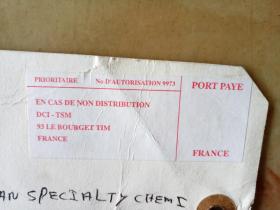 PRIORITAIRE No D'AUTORISATION 9973
PORT PAYE
EN CAS DE NON DISTRIBUTION
DCI - TSM
93 LE BOURGET TIM
FRANCE
FRANCE
AN SPECIALTY CHEMI